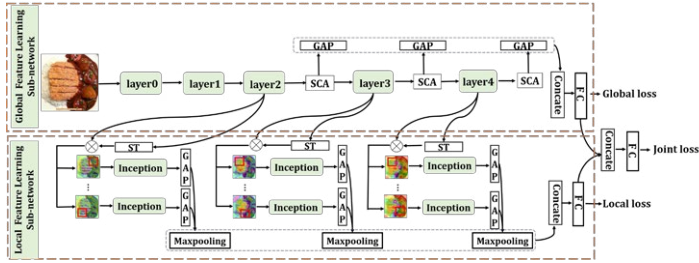 Global Feature Learning
Sub-network
GAP
GAP
GAP
layer0
layer1
layer2
SCA
layer3
SCA
layer4
SCA
Concate
FC
Global loss
Local Feature Learning
Sub-network
ST
ST
ST
Inception
GAP
Inception
GAP
Inception
GAP
...
...
...
Inception
GAP
Inception
GAP
Inception
GAP
Maxpooling
Maxpooling
Maxpooling
Concate
FC
Local loss
Concate
FC
Joint loss